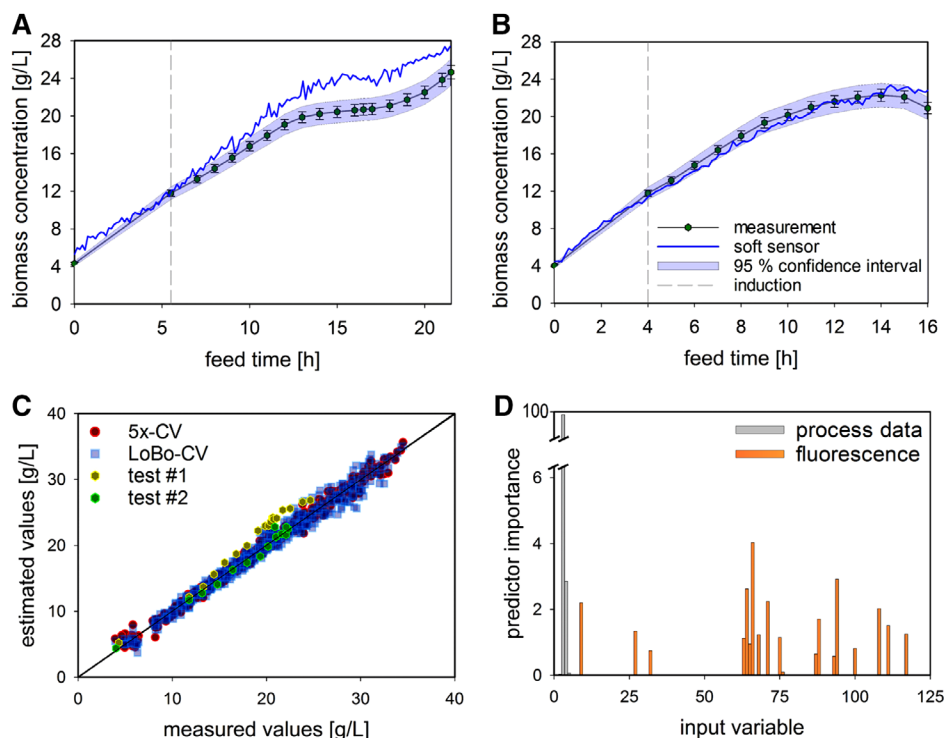 A
biomass concentration [g/L]
28
24
20
16
12
8
4
0
0 5 10 15 20
feed time [h]
B
biomass concentration [g/L]
28
24
20
16
12
8
4
0
measurement
soft sensor
95 % confidence interval
induction
0 2 4 6 8 10 12 14 16
feed time [h]
C
estimated values [g/L]
40
30
20
10
0
5x-CV
LoBo-CV
test #1
test #2
0 10 20 30 40
measured values [g/L]
D
predictor importance
100
6
4
2
0
process data
fluorescence
0 25 50 75 100 125
input variable